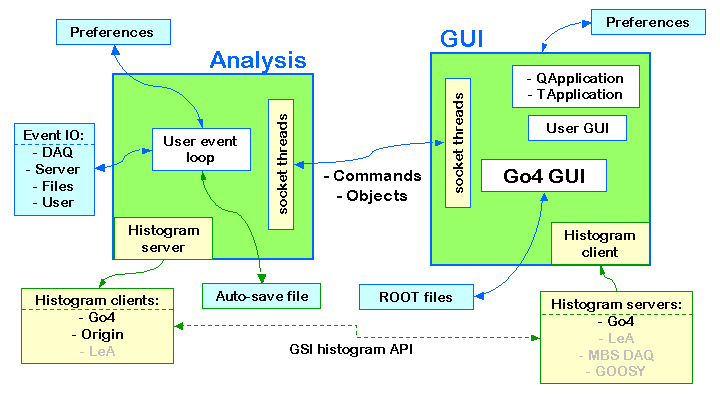 Preferences
Analysis
User event
loop
socket threads
Event IO:
- DAQ
- Server
- Files
- User
Histogram
server
Histogram clients:
- Go4
- Origin
- LeA
Auto-save file
- Commands
- Objects
GUI
Preferences
- QApplication
- TApplication
User GUI
socket threads
Go4 GUI
Histogram
client
ROOT files
Histogram servers:
- Go4
- LeA
- MBS DAQ
- GOOSY
GSI histogram API